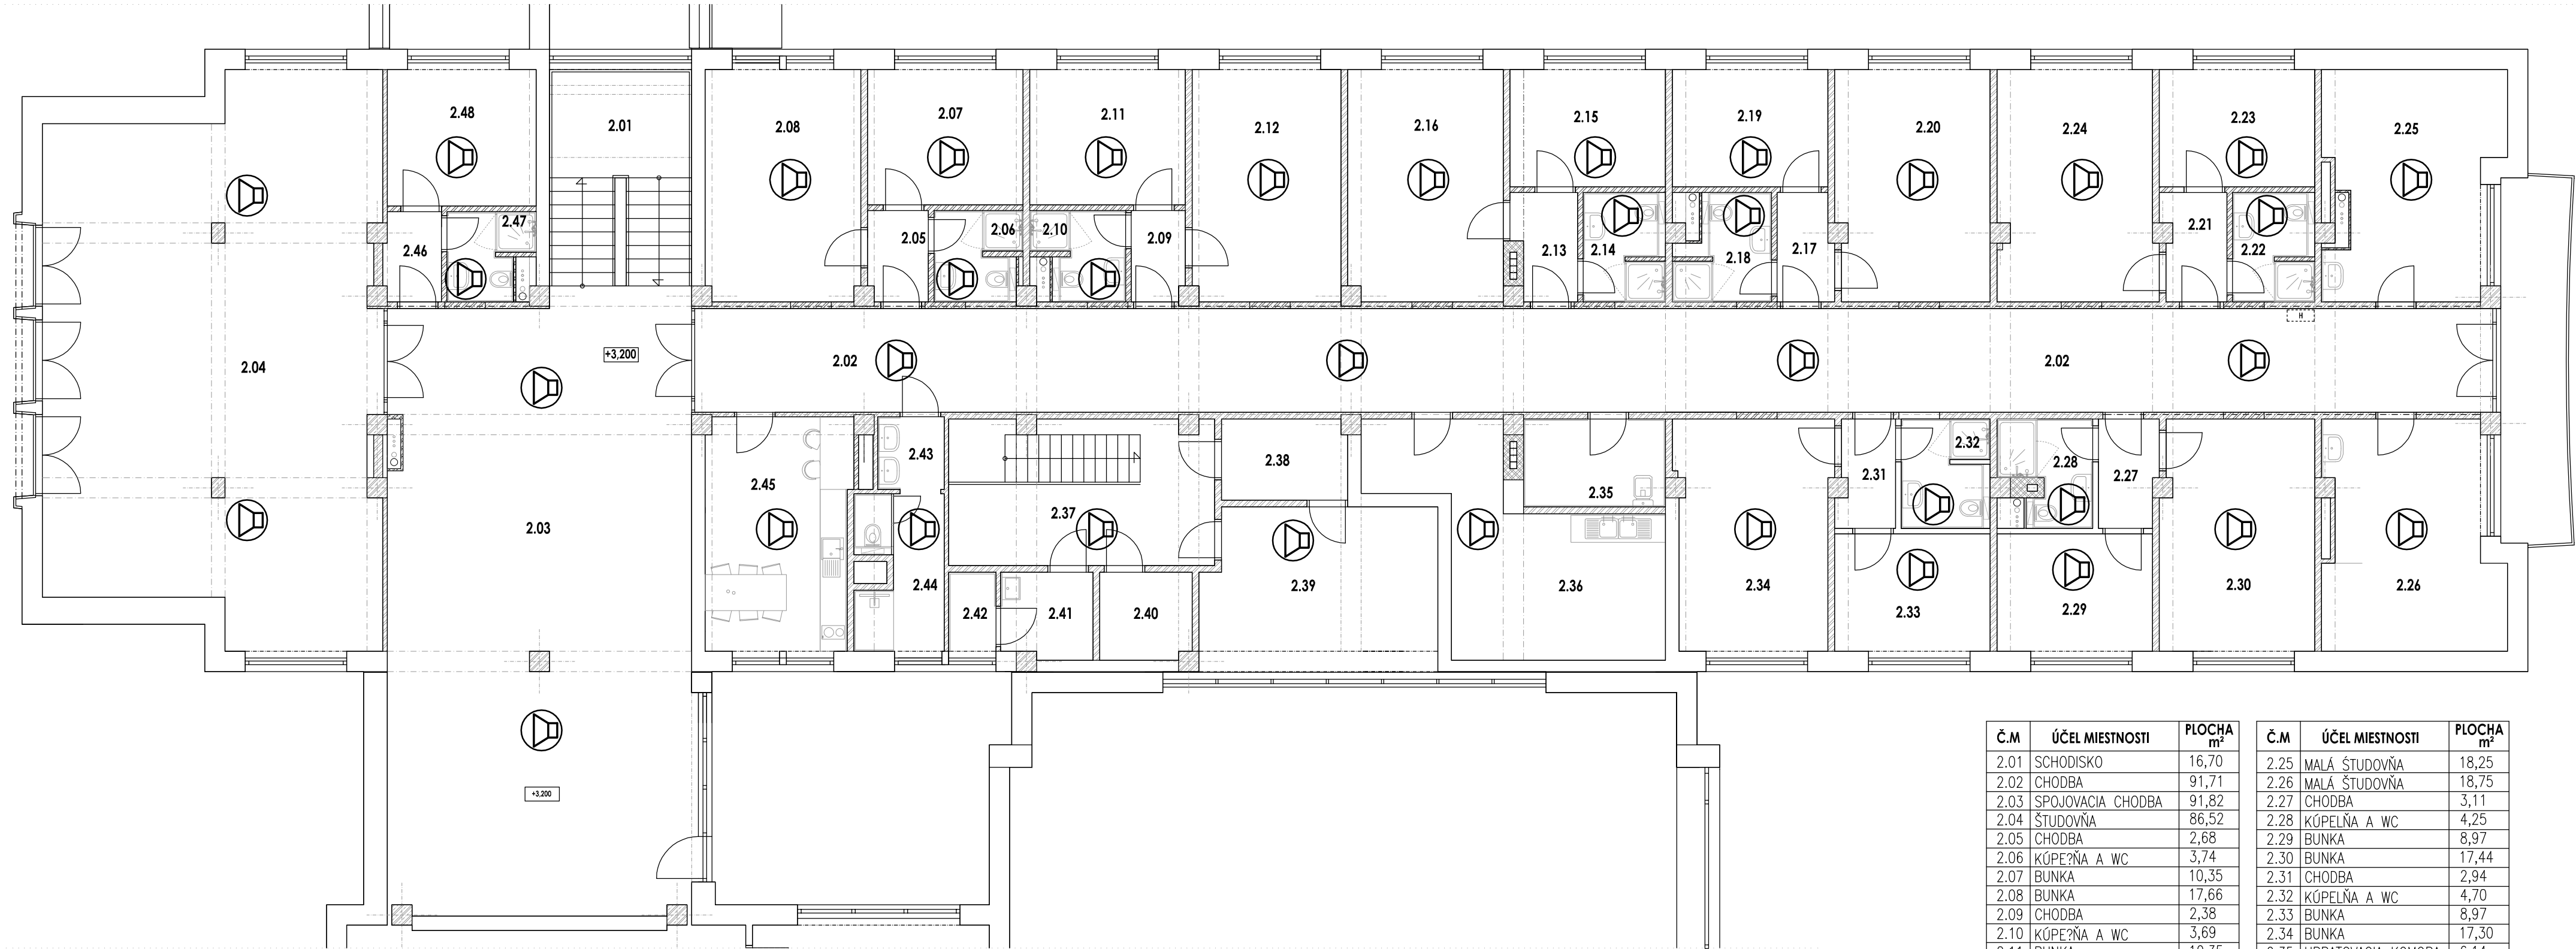 2.48
2.01
2.08
2.07
2.11
2.12
2.16
2.15
2.19
2.20
2.24
2.23
2.25
2.47
2.46
2.05
2.06
2.10
2.09
2.13
2.14
2.18
2.17
2.21
2.22
H
2.04
+3,200
2.02
2.02
2.03
2.45
2.43
2.44
2.37
2.38
2.42
2.41
2.40
2.39
2.35
2.36
2.34
2.31
2.32
2.33
2.28
2.27
2.29
2.30
2.26
+3,200
Č.M ÚČEL MIESTNOSTI PLOCHA m²
2.01 SCHODISKO 16,70
2.02 CHODBA 91,71
2.03 SPOJOVACIA CHODBA 91,82
2.04 ŠTUDOVŇA 86,52
2.05 CHODBA 2,68
2.06 KÚPE?ŇA A WC 3,74
2.07 BUNKA 10,35
2.08 BUNKA 17,66
2.09 CHODBA 2,38
2.10 KÚPE?ŇA A WC 3,69
Č.M ÚČEL MIESTNOSTI PLOCHA m²
2.25 MALÁ ŠTUDOVŇA 18,25
2.26 MALÁ ŠTUDOVŇA 18,75
2.27 CHODBA 3,11
2.28 KÚPELŇA A WC 4,25
2.29 BUNKA 8,97
2.30 BUNKA 17,44
2.31 CHODBA 2,94
2.32 KÚPELŇA A WC 4,70
2.33 BUNKA 8,97
2.34 BUNKA 17,30